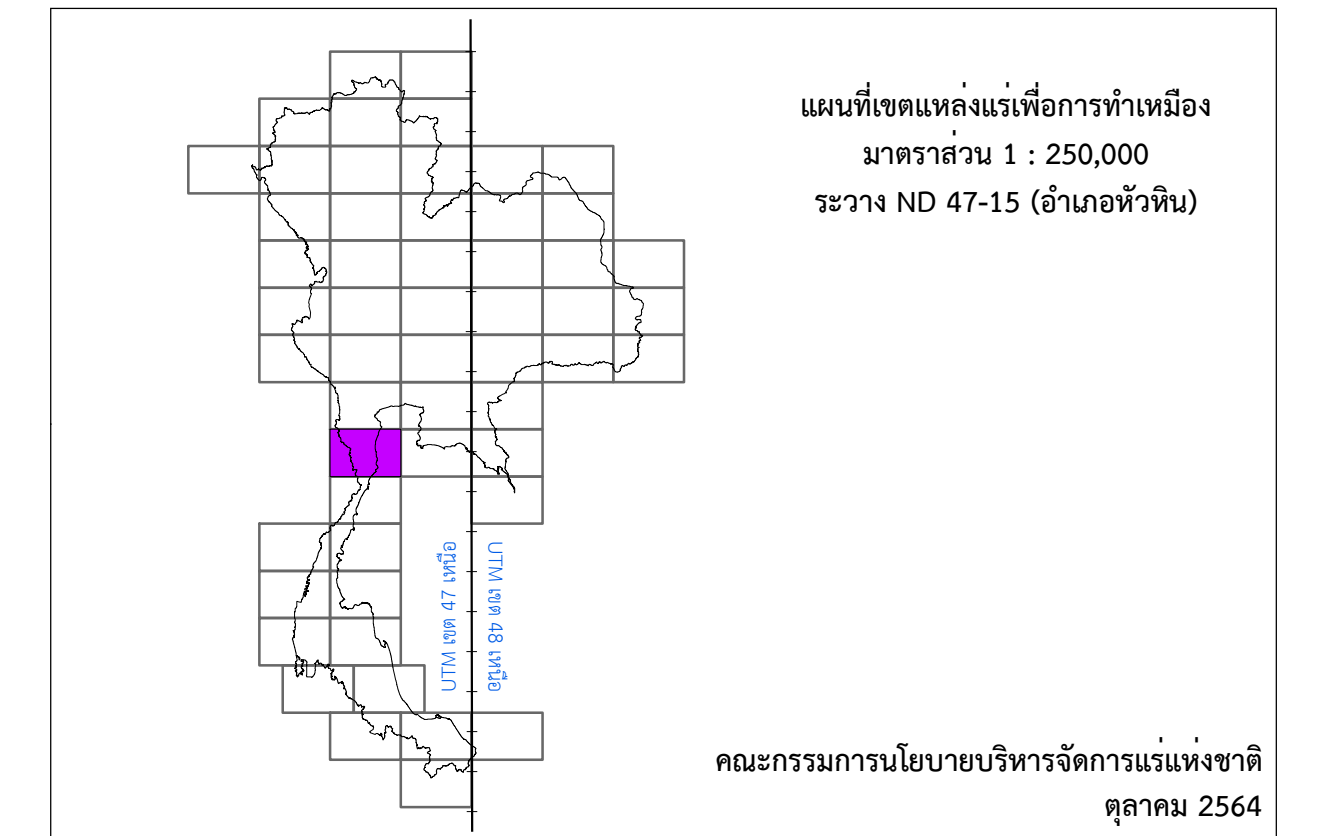 แผนที่เขตแหล่งแร่เพื่อการทำเหมือง
มาตราส่วน 1 : 250,000
ระวาง ND 47-15 (อำเภอหัวหิน)
UTM เขต 47 เหนือ
UTM เขต 48 เหนือ
คณะกรรมการนโยบายบริหารจัดการแร่แห่งชาติ
ตุลาคม 2564